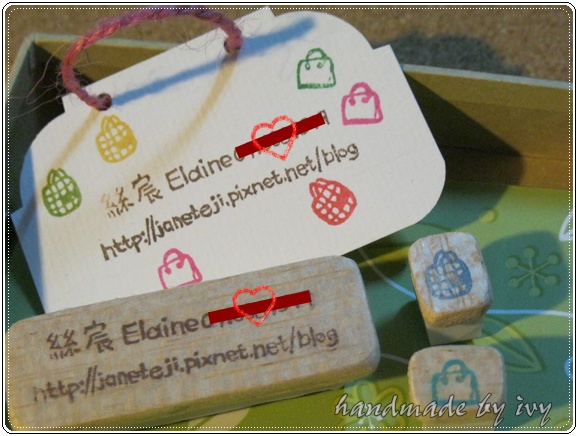 絲宸 Elaine
http://janeteji.pixnet.net/blog
絲宸 Elaine
http://janeteji.pixnet.net/blog
handmade by ivy